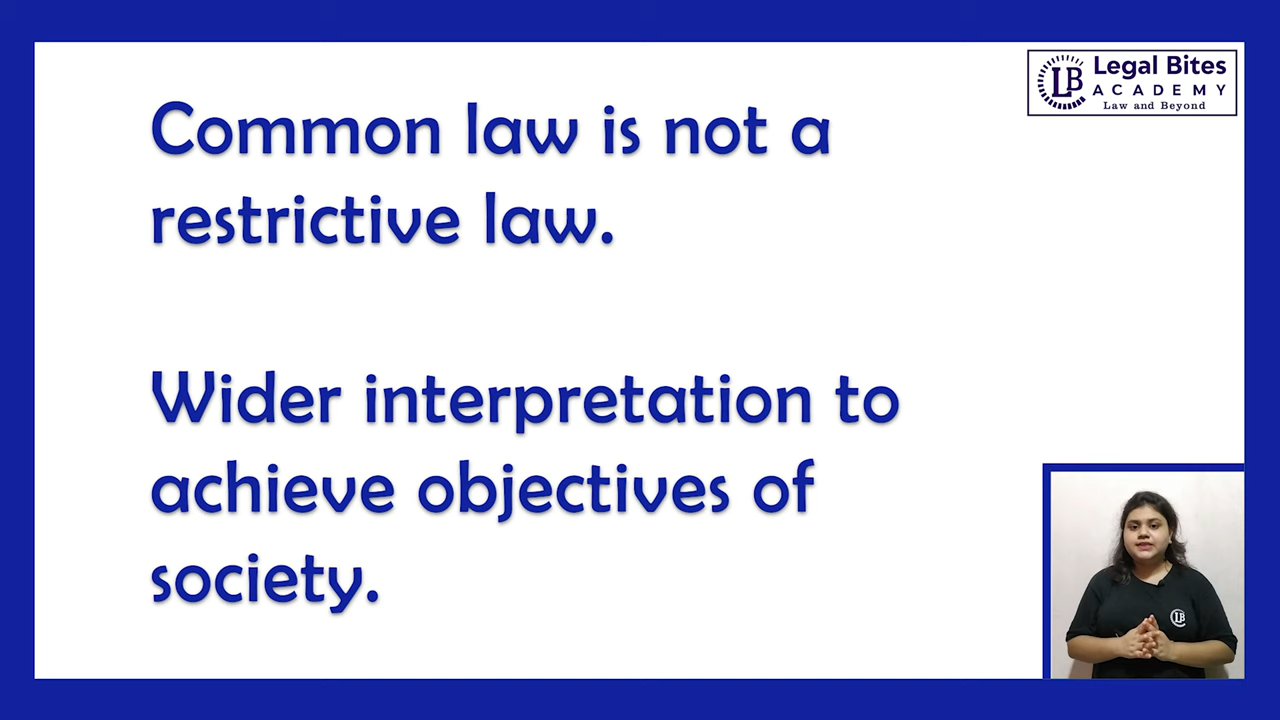 Legal Bites
ACADEMY
Law and Beyond
Common law is not a
restrictive law.
Wider interpretation to
achieve objectives of
society.
LB
LB